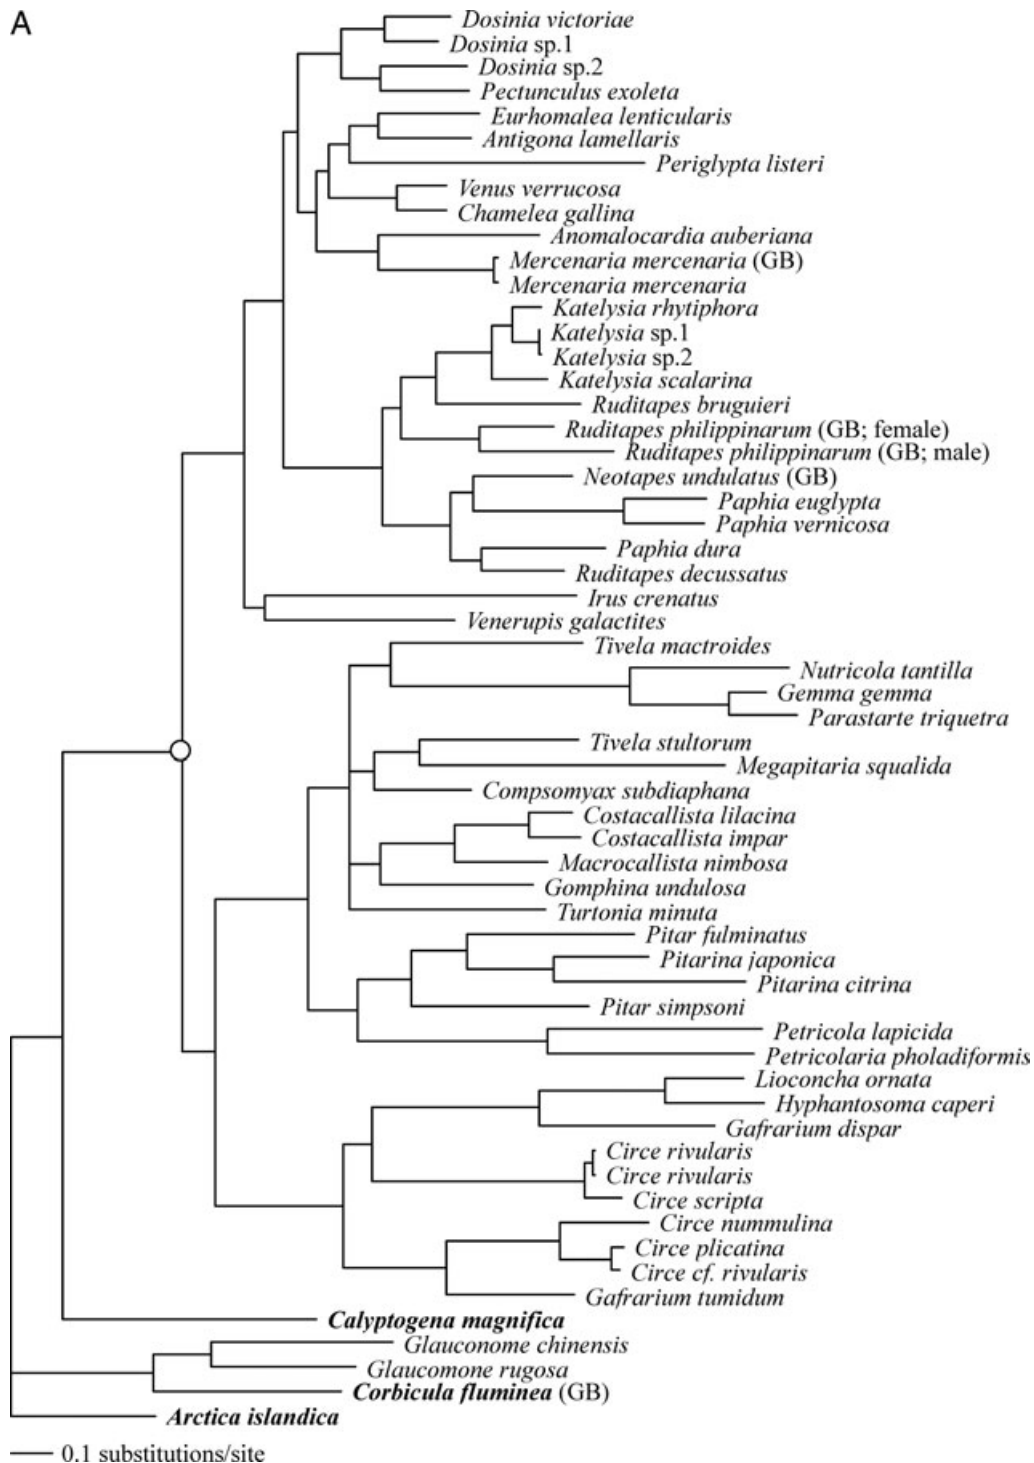 A
Dosinia victoriae
Dosinia sp.1
Dosinia sp.2
Pectunculus exoleta
Eurhomalea lenticularis
Antigona lamellaris
Periglypta listeri
Venus verrucosa
Chamelea gallina
Anomalocardia auberiana
Mercenaria mercenaria (GB)
Mercenaria mercenaria
Katelysia rhytiphora
Katelysia sp.1
Katelysia sp.2
Katelysia scalarina
Ruditapes bruguieri
Ruditapes philippinarum (GB; female)
Ruditapes philippinarum (GB; male)
Neotapes undulatus (GB)
Paphia euglypta
Paphia vernicosa
Paphia dura
Ruditapes decussatus
Irus crenatus
Venerupis galactites
Tivela mactroides
Nutricola tantilla
Gemma gemma
Parastarte triquetra
Tivela stultorum
Megapitaria squalida
Compsomyax subdiaphana
Costacallista lilacina
Costacallista impar
Macrocallista nimbosa
Gomphina undulosa
Turtonia minuta
Pitar fulminatus
Pitarina japonica
Pitarina citrina
Pitar simpsoni
Petricola lapicida
Petricolaria pholadiformis
Lioconcha ornata
Hyphantosoma caperi
Gafrarium dispar
Circe rivularis
Circe rivularis
Circe scripta
Circe nummulina
Circe plicatina
Circe cf. rivularis
Gafrarium tumidum
Calyptogena magnifica
Glauconome chinensis
Glaucomone rugosa
Corbicula fluminea (GB)
Arctica islandica
0.1 substitutions/site